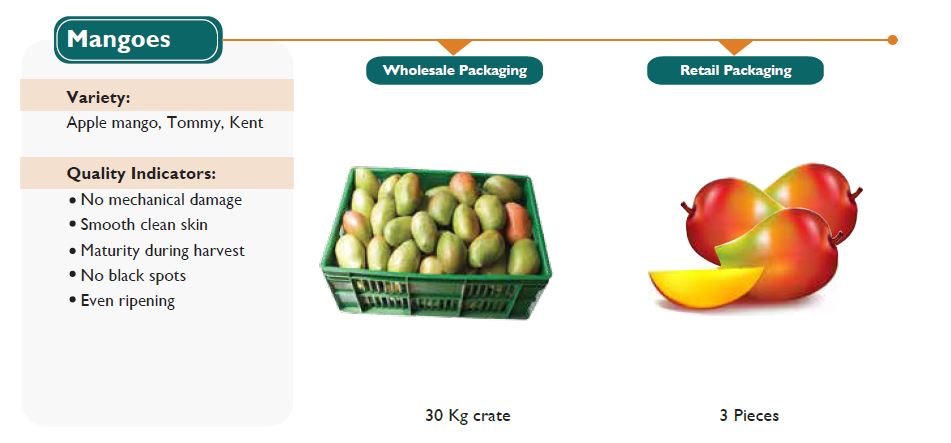 Mangoes
Wholesale Packaging
Retail Packaging
Variety:
Apple mango, Tommy, Kent
Quality Indicators:
• No mechanical damage
• Smooth clean skin
• Maturity during harvest
• No black spots
• Even ripening
30 Kg crate
3 Pieces